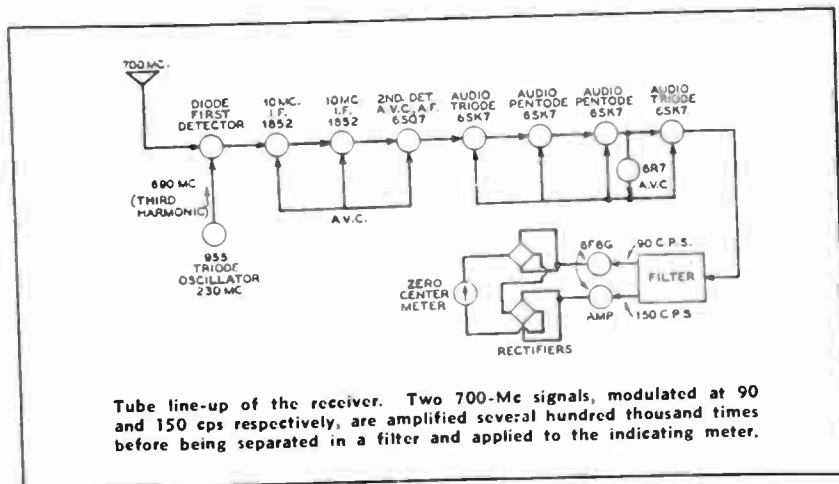 700 MC.
DIODE
FIRST
DETECTOR
10 MC.
I.F.
1852
10 MC
I.F.
1852
2ND. DET.
A.V.C., A.F.
6SQ7
AUDIO
TRIODE
6SK7
AUDIO
PENTODE
6SK7
AUDIO
PENTODE
6SK7
AUDIO
TRIODE
6SK7
690 MC
(THIRD
HARMONIC)
A.V.C.
6R7
A.V.C
955
TRIODE
OSCILLATOR
230 MC
ZERO
CENTER
METER
6F8G
90 C.P.S.
FILTER
AMP
150 C.P.S
RECTIFIERS
Tube line-up of the receiver. Two 700-Mc signals, modulated at 90
and 150 cps respectively, are amplified several hundred thousand times
before being separated in a filter and applied to the indicating meter.